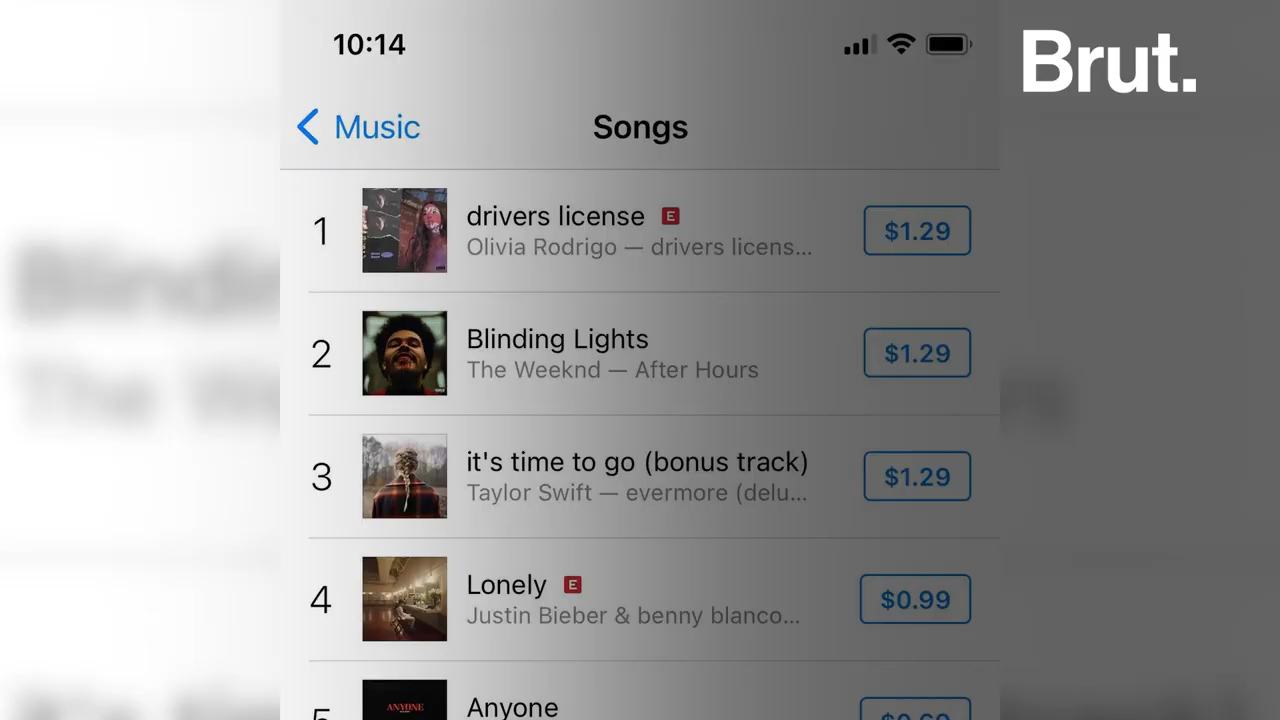 Brut.
10:14
Music
Songs
1
drivers license E
Olivia Rodrigo — drivers licens...
$1.29
2
Blinding Lights
The Weeknd — After Hours
$1.29
3
it's time to go (bonus track)
Taylor Swift — evermore (delu...
$1.29
4
Lonely E
Justin Bieber & benny blanco...
$0.99
5
ANYONE
Anyone